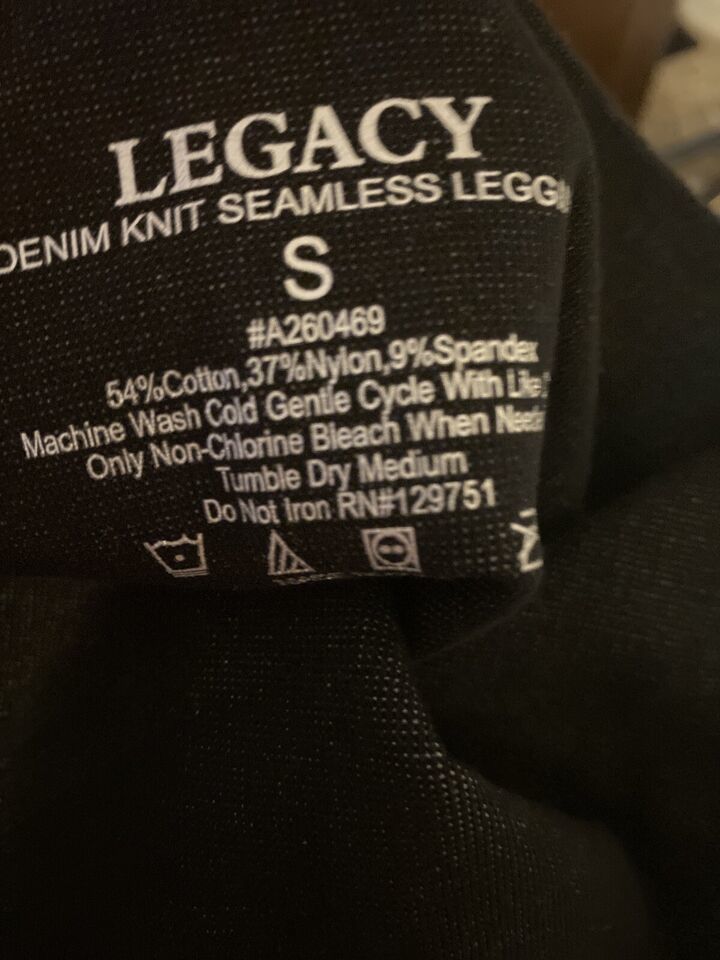 LEGACY
DENIM KNIT SEAMLESS
S
#A260469
54%Cotton,37%Nylon,9%Spandex
Machine Wash Cold Gentle Cycle With
Only Non-Chlorine Bleach When
Tumble Dry Medium
Do Not Iron RN#129751